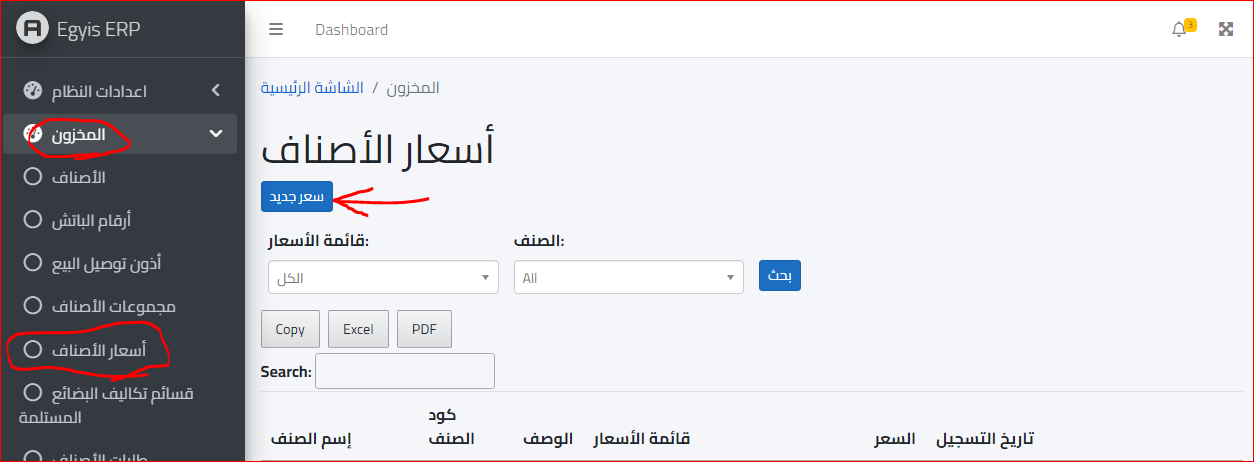 A Egyis ERP
Dashboard
3
اعدادات النظام
المخزون
الأصناف
أرقام الباتش
أذون توصيل البيع
مجموعات الأصناف
أسعار الأصناف
قسائم تكاليف البضائع
المستلمة
طلبات الأصناف
الشاشة الرئيسية / المخزون
أسعار الأصناف
سعر جديد
قائمة الأسعار: الصنف:
الكل All بحث
Copy Excel PDF
Search:
إسم الصنف كود الصنف الوصف قائمة الأسعار السعر تاريخ التسجيل